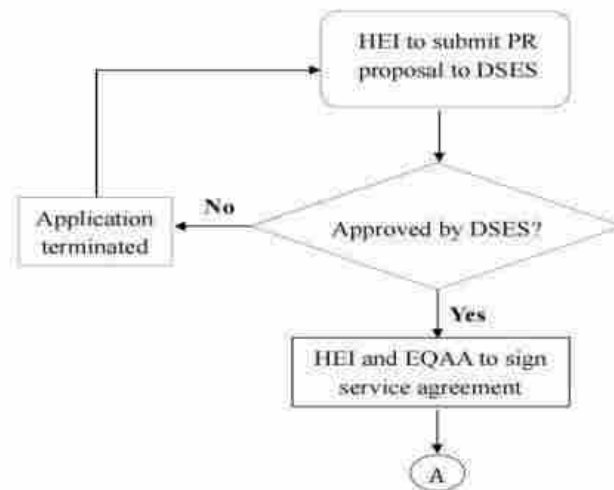 HEI to submit PR
proposal to DSES
No
Application
terminated
Approved by DSES?
Yes
HEI and EQAA to sign
service agreement
A